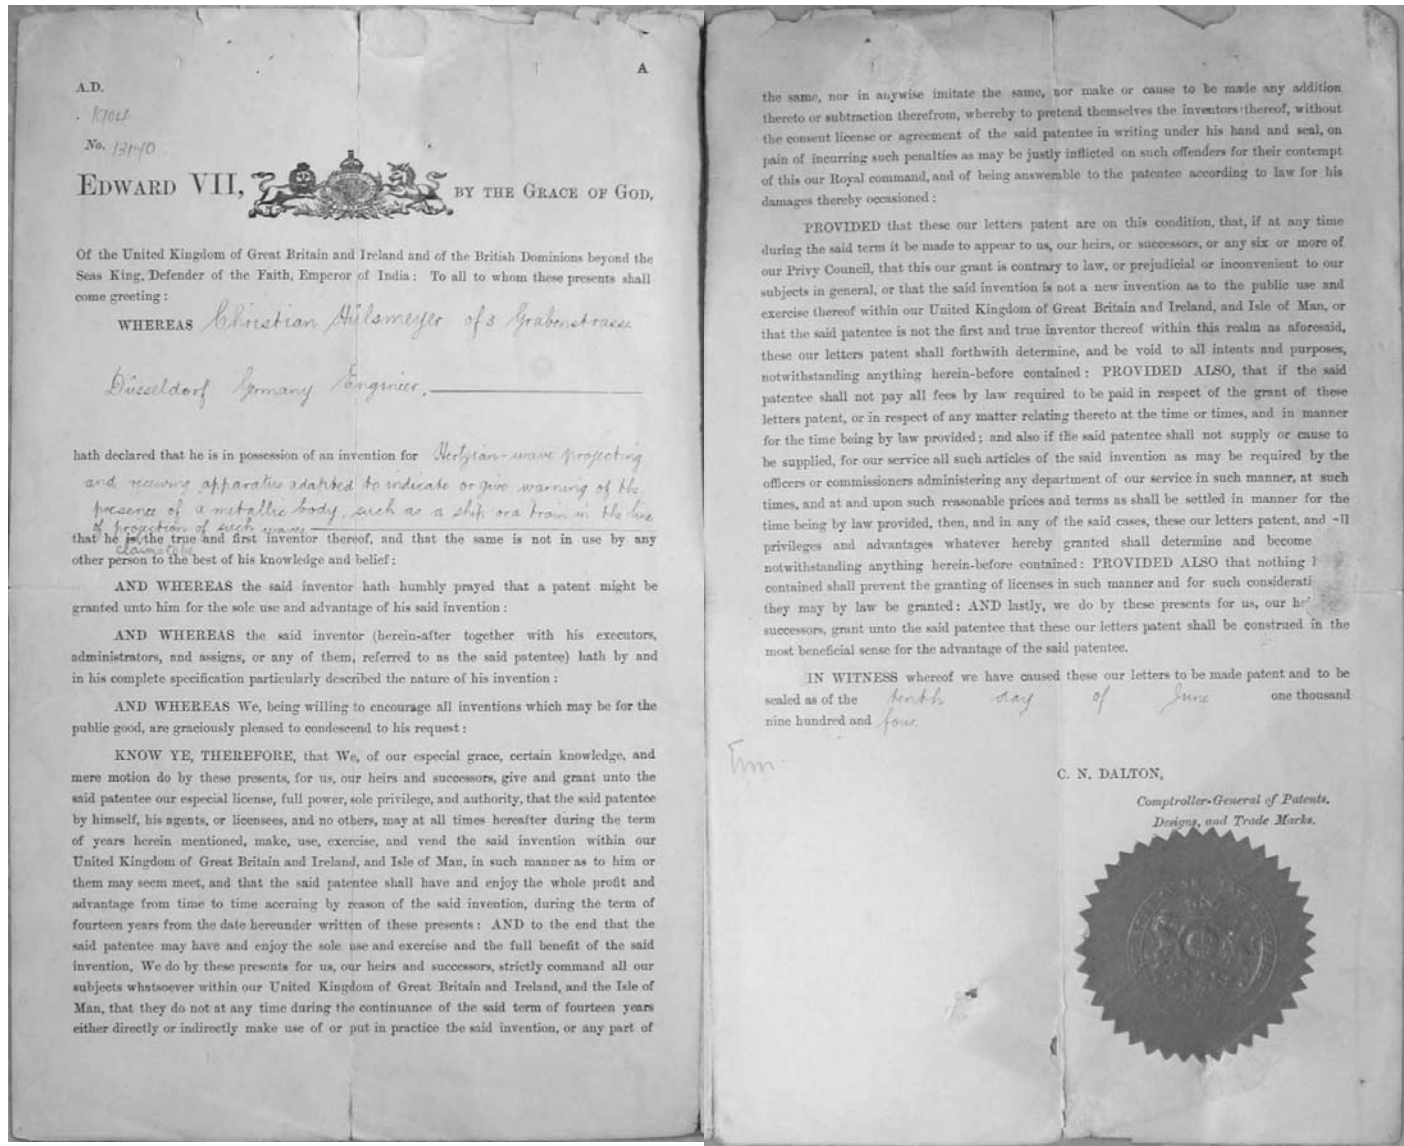 A
A.D.
1904
No. 13170
EDWARD VII, BY THE GRACE OF GOD,
Of the United Kingdom of Great Britain and Ireland and of the British Dominions beyond the
Seas King, Defender of the Faith, Emperor of India: To all to whom these presents shall
come greeting:
WHEREAS Christian Hülsmeyer of 3 Grabenstrasse
Düsseldorf Germany Engineer,
hath declared that he is in possession of an invention for Hertzian-wave projecting
and receiving apparatus adapted to indicate or give warning of the
presence of a metallic body, such as a ship or a train in the line
of projection of such waves
that he is the true and first inventor thereof, and that the same is not in use by any
claims to be
other person to the best of his knowledge and belief:
AND WHEREAS the said inventor hath humbly prayed that a patent might be
granted unto him for the sole use and advantage of his said invention:
AND WHEREAS the said inventor (herein-after together with his executors,
administrators, and assigns, or any of them, referred to as the said patentee) hath by and
in his complete specification particularly described the nature of his invention:
AND WHEREAS We, being willing to encourage all inventions which may be for the
public good, are graciously pleased to condescend to his request:
KNOW YE, THEREFORE, that We, of our especial grace, certain knowledge, and
mere motion do by these presents, for us, our heirs and successors, give and grant unto the
said patentee our especial license, full power, sole privilege, and authority, that the said patentee
by himself, his agents, or licensees, and no others, may at all times hereafter during the term
of years herein mentioned, make, use, exercise, and vend the said invention within our
United Kingdom of Great Britain and Ireland, and Isle of Man, in such manner as to him or
them may seem meet, and that the said patentee shall have and enjoy the whole profit and
advantage from time to time accruing by reason of the said invention, during the term of
fourteen years from the date hereunder written of these presents: AND to the end that the
said patentee may have and enjoy the sole use and exercise and the full benefit of the said
invention, We do by these presents for us, our heirs and successors, strictly command all our
subjects whatsoever within our United Kingdom of Great Britain and Ireland, and the Isle of
Man, that they do not at any time during the continuance of the said term of fourteen years
either directly or indirectly make use of or put in practice the said invention, or any part of
the same, nor in anywise imitate the same, nor make or cause to be made any addition
thereto or subtraction therefrom, whereby to pretend themselves the inventors thereof, without
the consent license or agreement of the said patentee in writing under his hand and seal, on
pain of incurring such penalties as may be justly inflicted on such offenders for their contempt
of this our Royal command, and of being answerable to the patentee according to law for his
damages thereby occasioned:
PROVIDED that these our letters patent are on this condition, that, if at any time
during the said term it be made to appear to us, our heirs, or successors, or any six or more of
our Privy Council, that this our grant is contrary to law, or prejudicial or inconvenient to our
subjects in general, or that the said invention is not a new invention as to the public use and
exercise thereof within our United Kingdom of Great Britain and Ireland, and Isle of Man, or
that the said patentee is not the first and true inventor thereof within this realm as aforesaid,
these our letters patent shall forthwith determine, and be void to all intents and purposes,
notwithstanding anything herein-before contained: PROVIDED ALSO, that if the said
patentee shall not pay all fees by law required to be paid in respect of the grant of these
letters patent, or in respect of any matter relating thereto at the time or times, and in manner
for the time being by law provided; and also if the said patentee shall not supply or cause to
be supplied, for our service all such articles of the said invention as may be required by the
officers or commissioners administering any department of our service in such manner, at such
times, and at and upon such reasonable prices and terms as shall be settled in manner for the
time being by law provided, then, and in any of the said cases, these our letters patent, and
privileges and advantages whatever hereby granted shall determine and become
notwithstanding anything herein-before contained: PROVIDED ALSO that nothing
contained shall prevent the granting of licenses in such manner and for such considerati
they may by law be granted: AND lastly, we do by these presents for us, our
successors, grant unto the said patentee that these our letters patent shall be construed in the
most beneficial sense for the advantage of the said patentee.
IN WITNESS whereof we have caused these our letters to be made patent and to be
sealed as of the tenth day of June one thousand
nine hundred and four
C. N. DALTON,
Comptroller-General of Patents,
Designs, and Trade Marks.